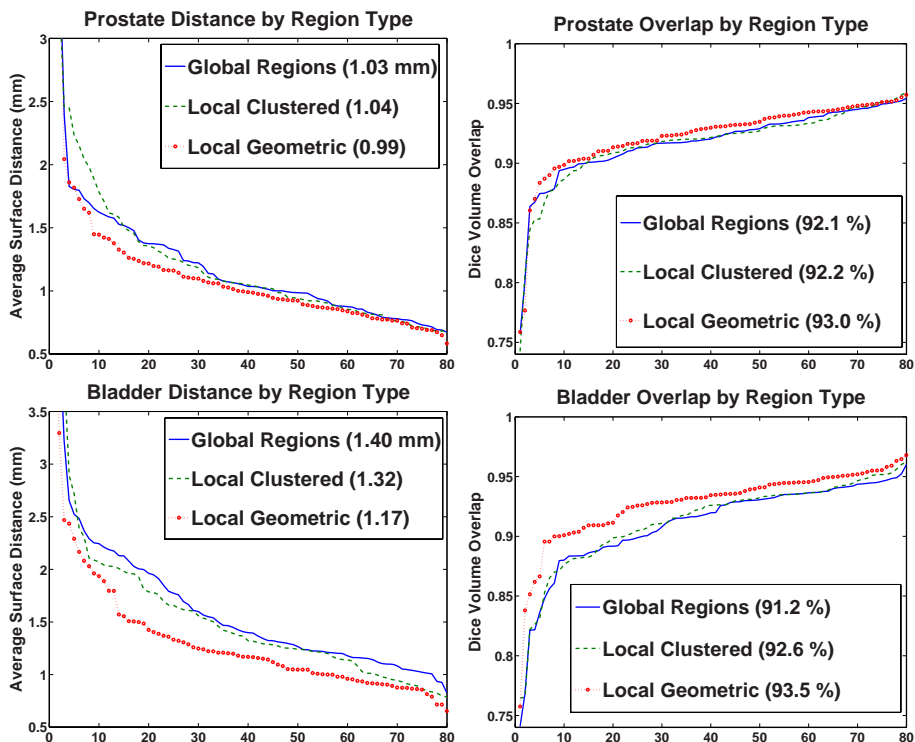 Prostate Distance by Region Type
3
2.5
2
1.5
1
0.5
Average Surface Distance (mm)
Global Regions (1.03 mm)
Local Clustered (1.04)
Local Geometric (0.99)
0 10 20 30 40 50 60 70 80
Prostate Overlap by Region Type
1
0.95
0.9
0.85
0.8
0.75
Dice Volume Overlap
Global Regions (92.1 %)
Local Clustered (92.2 %)
Local Geometric (93.0 %)
0 10 20 30 40 50 60 70 80
Bladder Distance by Region Type
3.5
3
2.5
2
1.5
1
0.5
Average Surface Distance (mm)
Global Regions (1.40 mm)
Local Clustered (1.32)
Local Geometric (1.17)
0 10 20 30 40 50 60 70 80
Bladder Overlap by Region Type
1
0.95
0.9
0.85
0.8
0.75
Dice Volume Overlap
Global Regions (91.2 %)
Local Clustered (92.6 %)
Local Geometric (93.5 %)
0 10 20 30 40 50 60 70 80